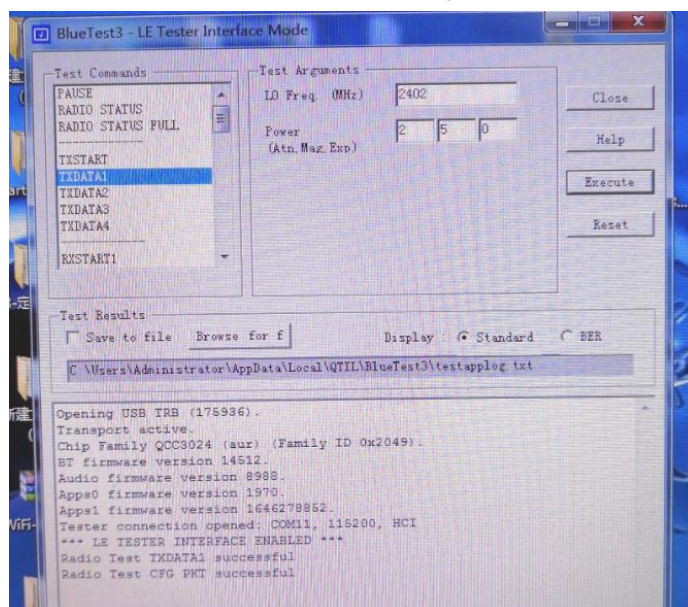 BlueTest3 - LE Tester Interface Mode
Test Commands
PAUSE
RADIO STATUS
RADIO STATUS FULL
------------
TXSTART
TXDATA1
TXDATA2
TXDATA3
TXDATA4
------------
RXSTART1
Test Arguments
LO Freq. (MHz) 2402
Power 2 5 0
(Atn, Mag, Exp)
Close
Help
Execute
Reset
Test Results
Save to file Browse for f Display : Standard BER
C:\Users\Administrator\AppData\Local\QTIL\BlueTest3\testapplog.txt
Opening USB TRB (175936).
Transport active.
Chip Family QCC3024 (aur) (Family ID 0x2049).
BT firmware version 14512.
Audio firmware version 8988.
Apps0 firmware version 1970.
Apps1 firmware version 1646278852.
Tester connection opened: COM11, 115200, HCI
*** LE TESTER INTERFACE ENABLED ***
Radio Test TXDATA1 successful
Radio Test CFG PKT successful
WiFi-